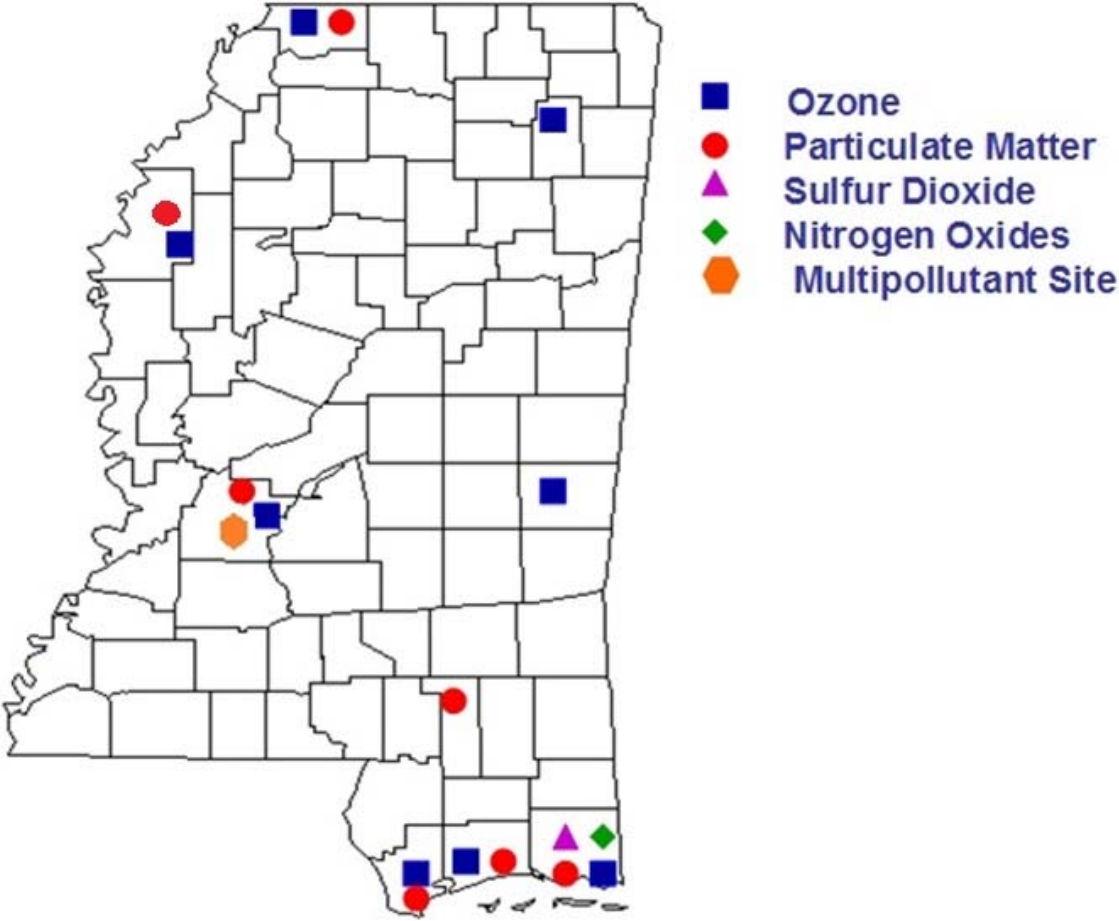 Ozone
Particulate Matter
Sulfur Dioxide
Nitrogen Oxides
Multipollutant Site